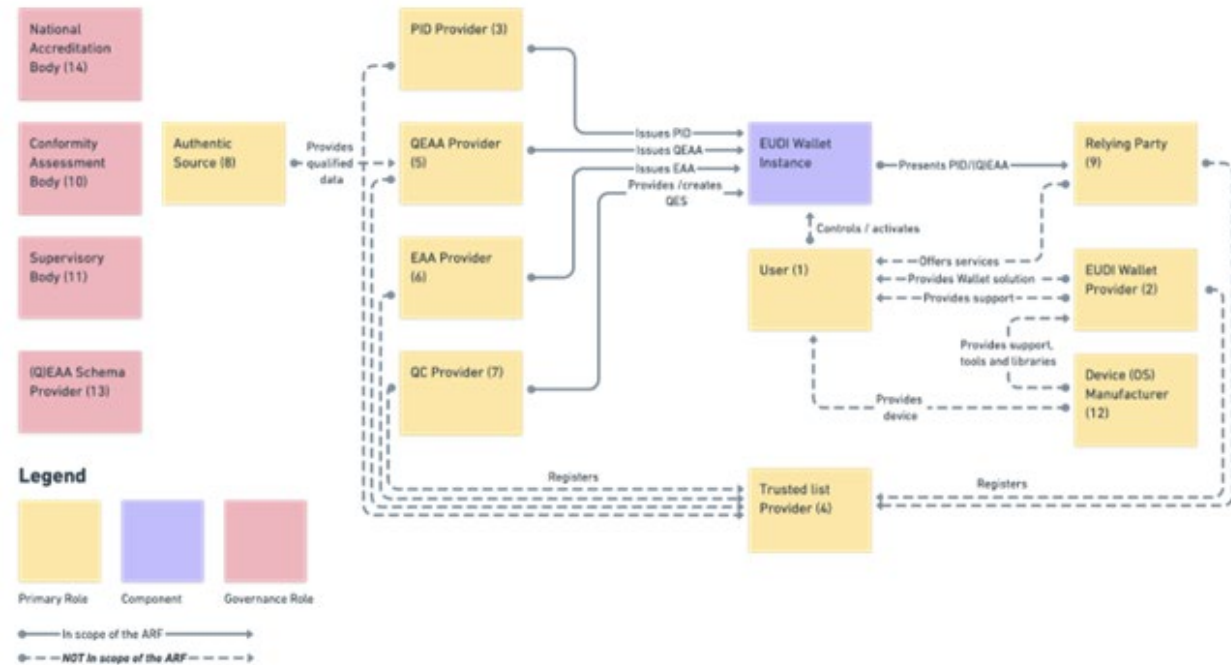 National
Accreditation
Body (14)
PID Provider (3)
Conformity
Assessment
Body (10)
Authentic
Source (8)
Provides
qualified
data
QEAA Provider
(5)
Issues PID
Issues QEAA
Issues EAA
Provides /creates
QES
EUDI Wallet
Instance
Presents PID/(Q)EAA
Relying Party
(9)
Controls / activates
Supervisory
Body (11)
EAA Provider
(6)
User (1)
Offers services
Provides Wallet solution
Provides support
EUDI Wallet
Provider (2)
Provides support,
tools and libraries
(Q)EAA Schema
Provider (13)
QC Provider (7)
Provides
device
Device (OS)
Manufacturer
(12)
Legend
Registers
Trusted list
Provider (4)
Registers
Primary Role
Component
Governance Role
In scope of the ARF
NOT in scope of the ARF